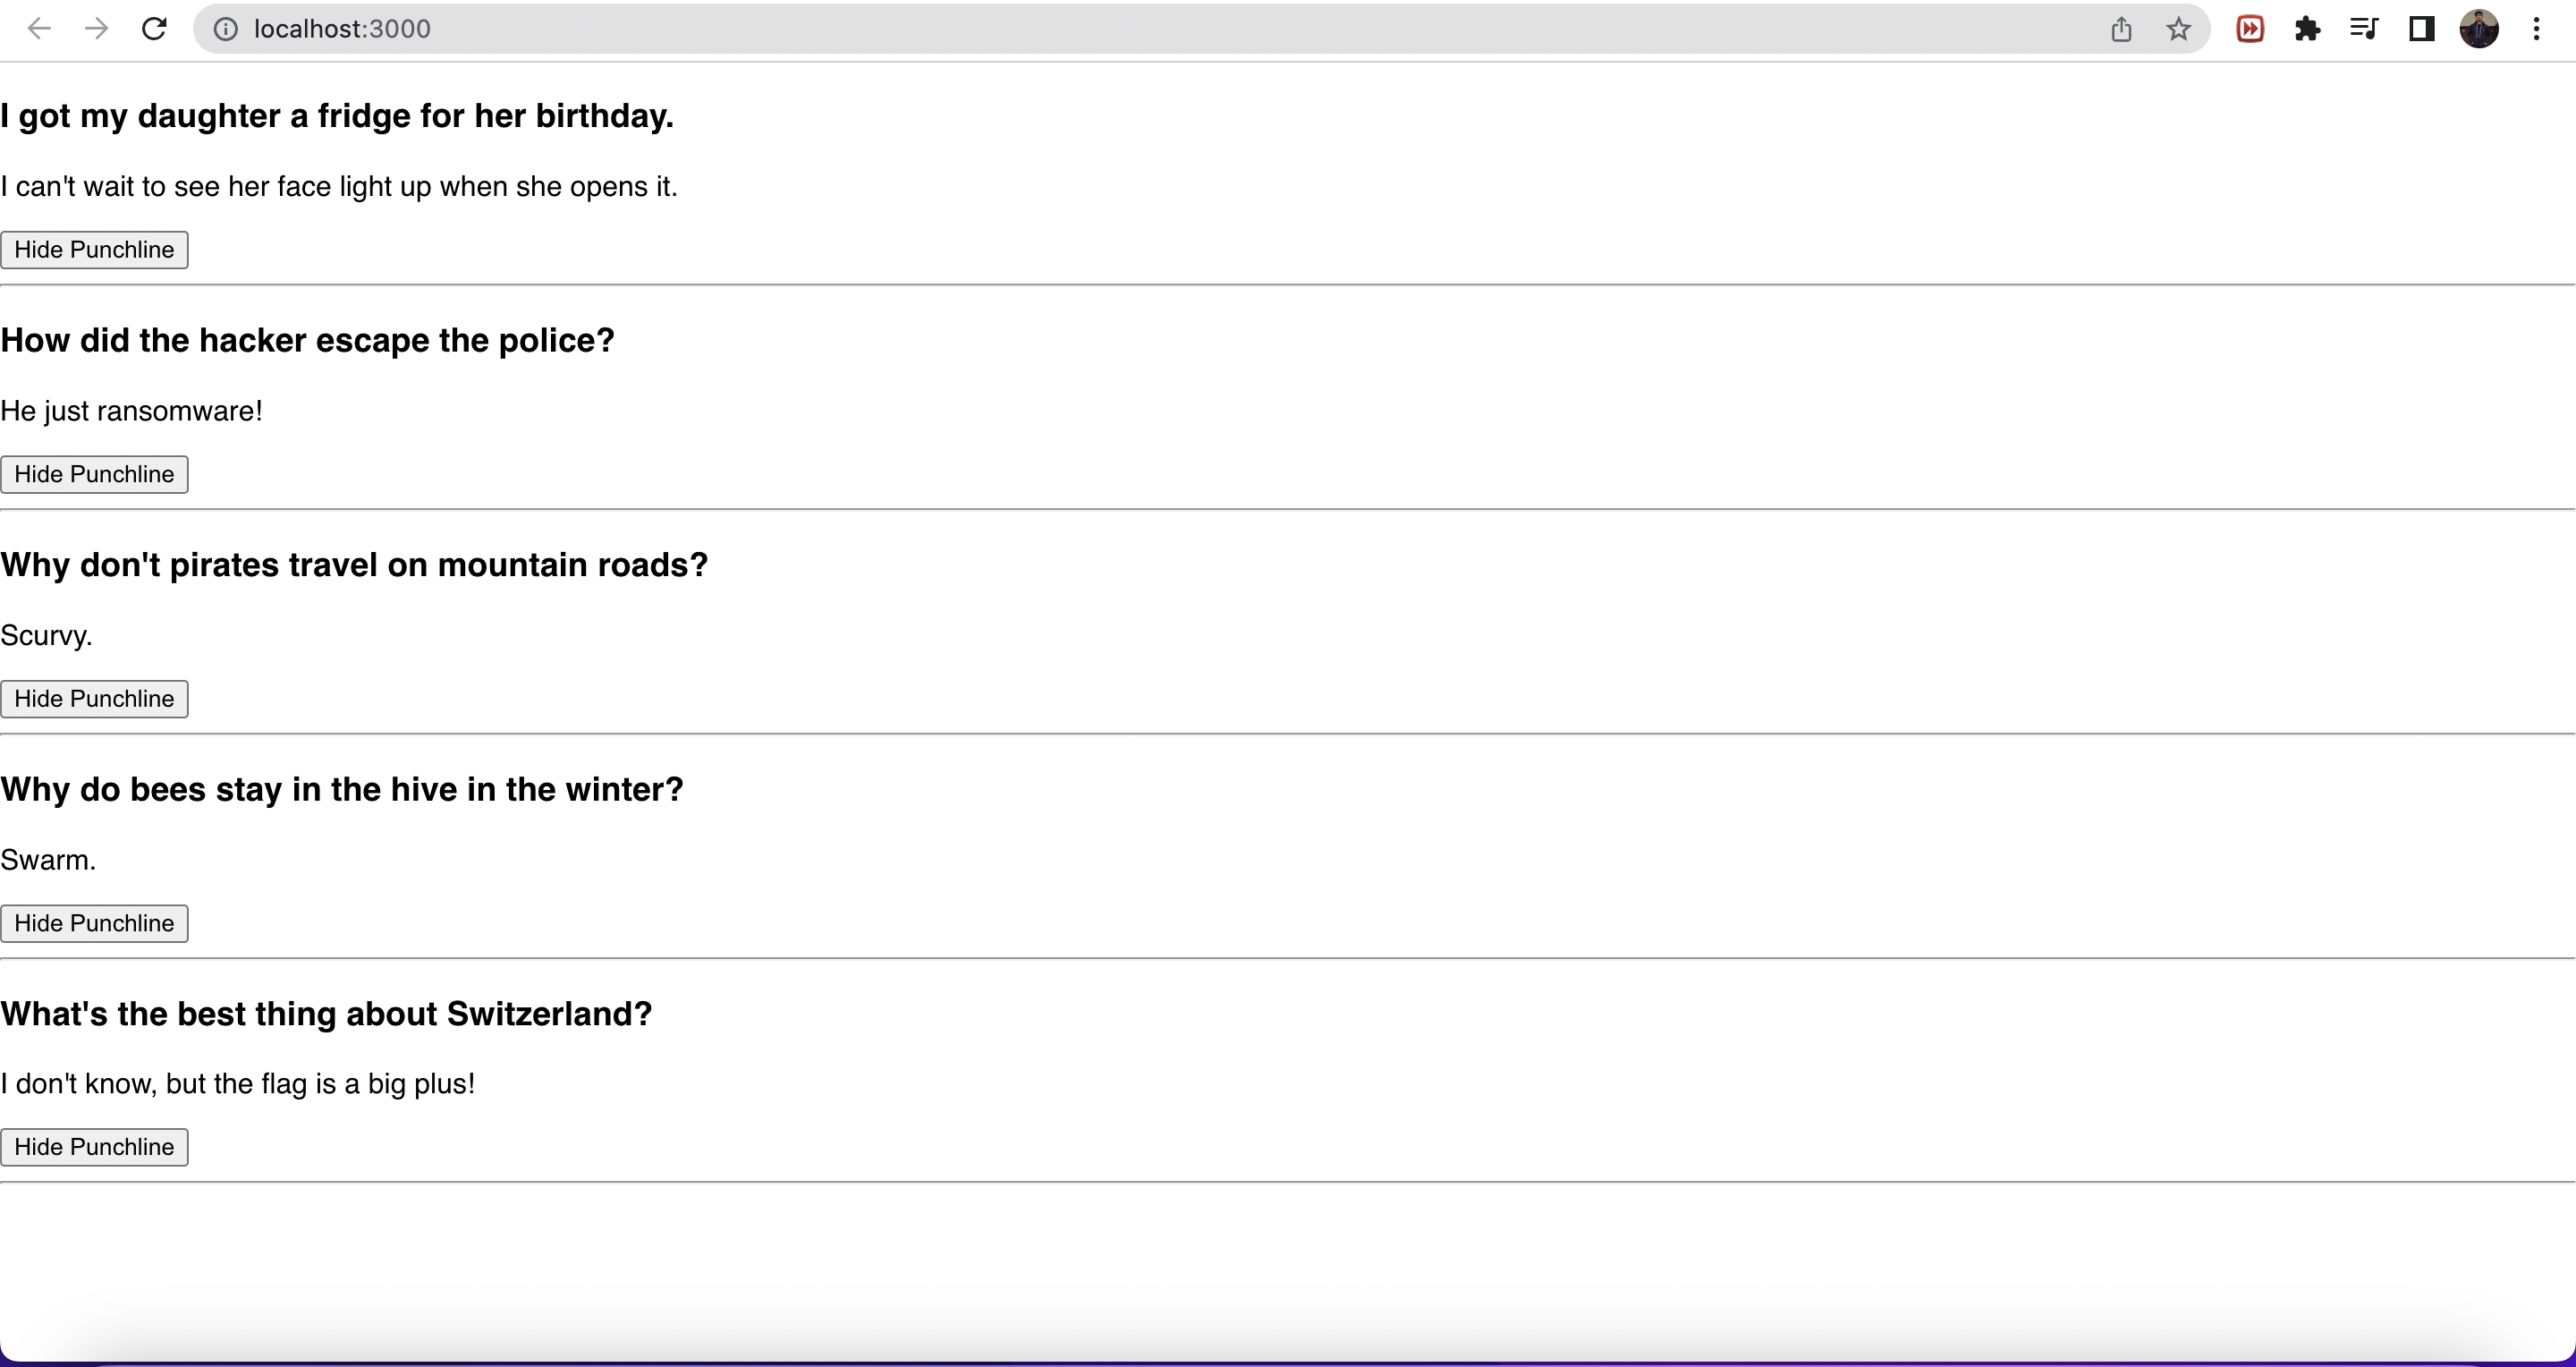 localhost:3000
I got my daughter a fridge for her birthday.
I can't wait to see her face light up when she opens it.
Hide Punchline
How did the hacker escape the police?
He just ransomware!
Hide Punchline
Why don't pirates travel on mountain roads?
Scurvy.
Hide Punchline
Why do bees stay in the hive in the winter?
Swarm.
Hide Punchline
What's the best thing about Switzerland?
I don't know, but the flag is a big plus!
Hide Punchline